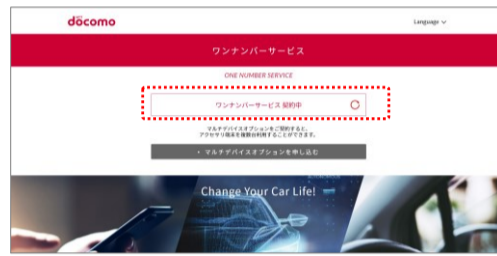 docomo
Language
ワンナンバーサービス
ONE NUMBER SERVICE
ワンナンバーサービス 契約中
マルチデバイスオプションをご契約すると、
アクセサリ端末を複数台利用することができます。
マルチデバイスオプションを申し込む
Change Your Car Life!